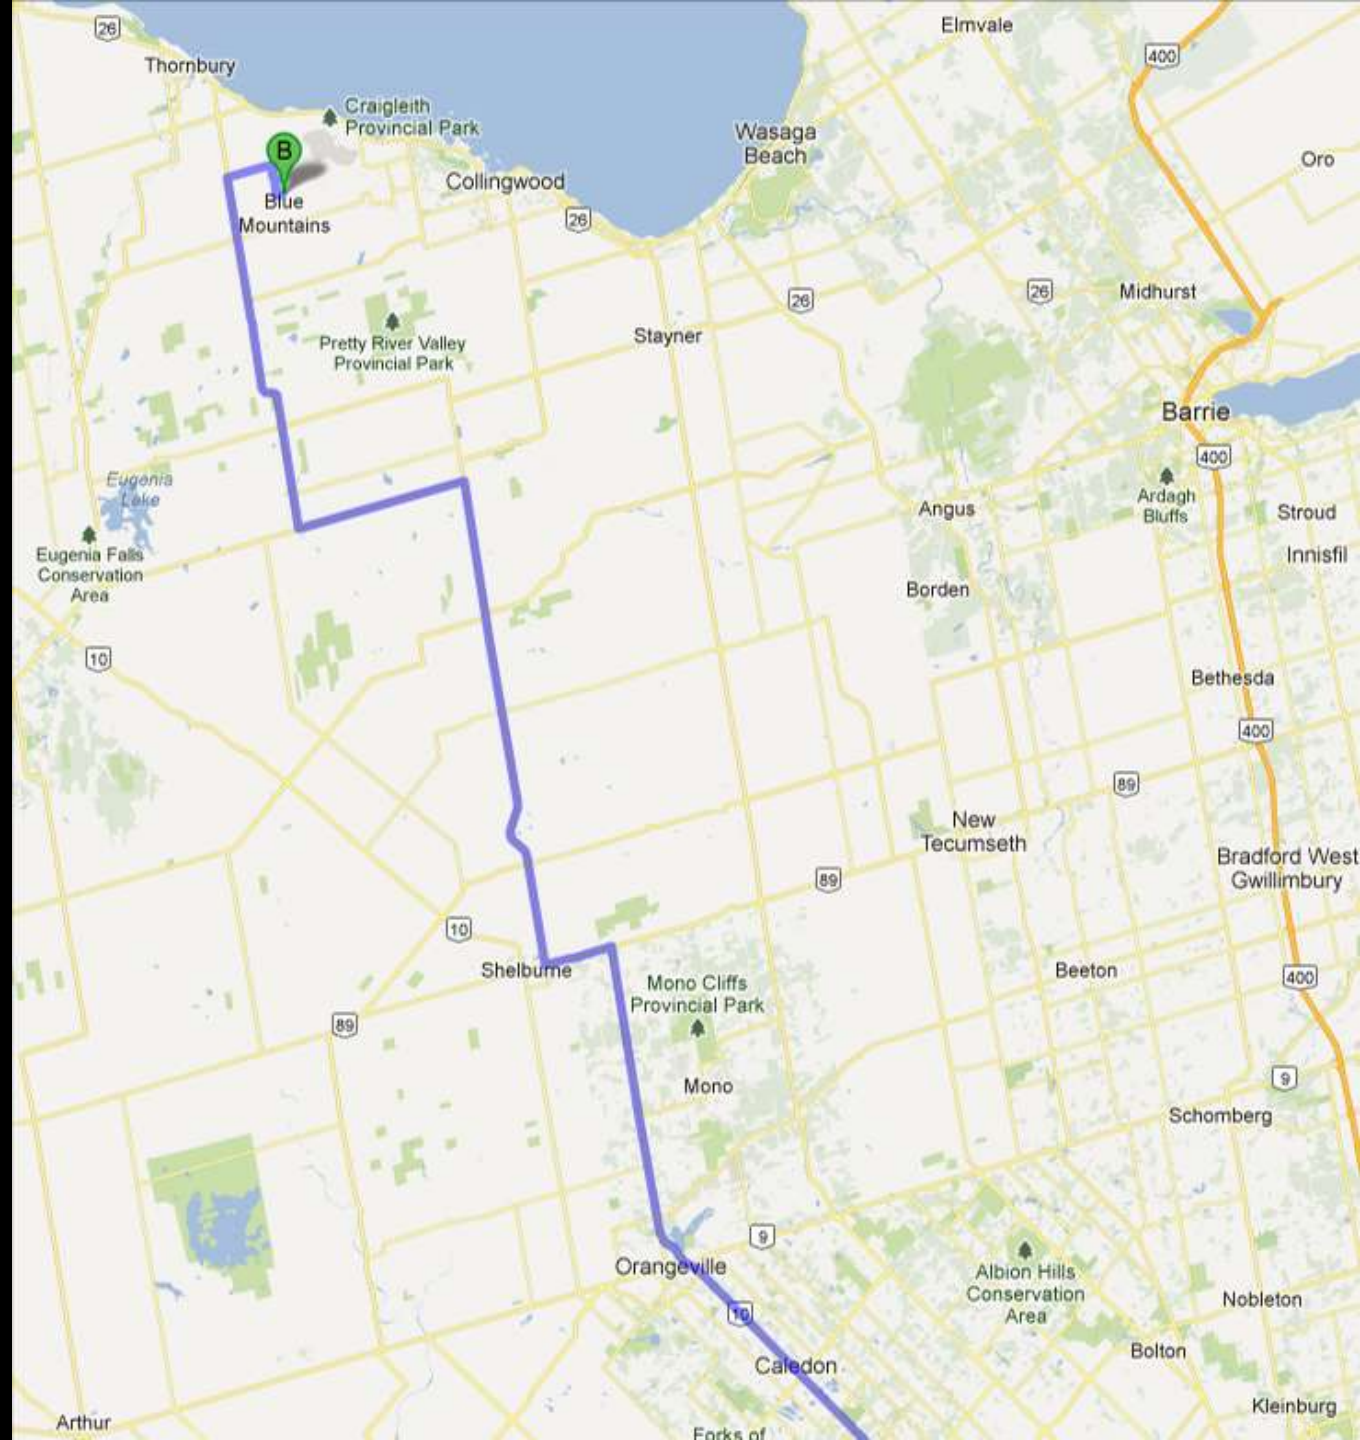 26
Elmvale
400
Thornbury
Craigleith
Provincial Park
Wasaga
Beach
B
Oro
Collingwood
Blue
Mountains
26
26
26
Midhurst
Pretty River Valley
Provincial Park
Stayner
Barrie
400
Eugenia
Lake
Ardagh
Bluffs
Angus
Stroud
Eugenia Falls
Conservation
Area
Innisfil
Borden
10
Bethesda
400
89
New
Tecumseth
Bradford West
Gwillimbury
89
10
Shelburne
Beeton
400
Mono Cliffs
Provincial Park
89
Mono
9
Schomberg
9
Orangeville
Albion Hills
Conservation
Area
10
Nobleton
Bolton
Caledon
Arthur
Kleinburg
Forks of